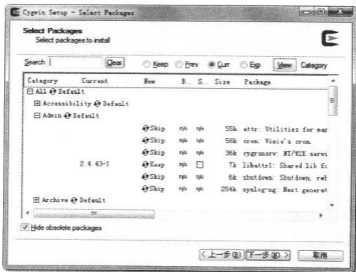 Cygwin Setup - Select Packages
Select Packages
Select packages to install
Search Clear Keep Prev Curr Exp View Category
Category Current New B.. S.. Size Package
All Default
Accessibility Default
Admin Default
Skip n/a n/a 55k attr: Utilities for mar
Skip n/a n/a 58k cron: Vixie's cron.
Skip n/a n/a 36k cygrunsrv: NT/W2K servi
2.4.43-1 Keep n/a 7k libattr1: Shared lib fo
Skip n/a n/a 6k shutdown: Shutdown, reb
Skip n/a n/a 254k syslog-ng: Next generat
Archive Default
Hide obsolete packages
<上一步(B) 下一步(N)> 取消